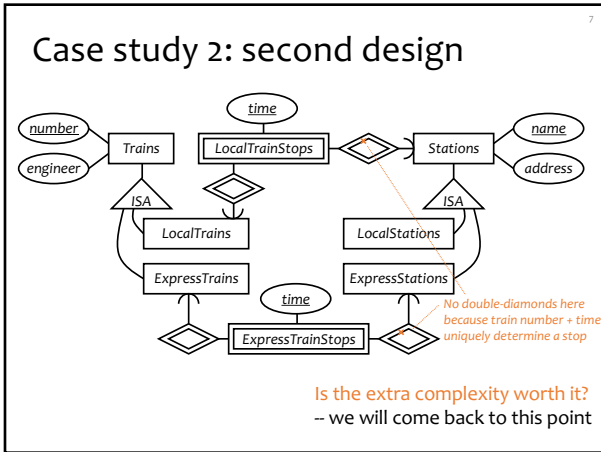 7
Case study 2: second design
time
number
name
Trains
LocalTrainStops
Stations
engineer
address
ISA
ISA
LocalTrains
LocalStations
ExpressTrains
ExpressStations
time
No double-diamonds here
because train number + time
uniquely determine a stop
ExpressTrainStops
Is the extra complexity worth it?
-- we will come back to this point